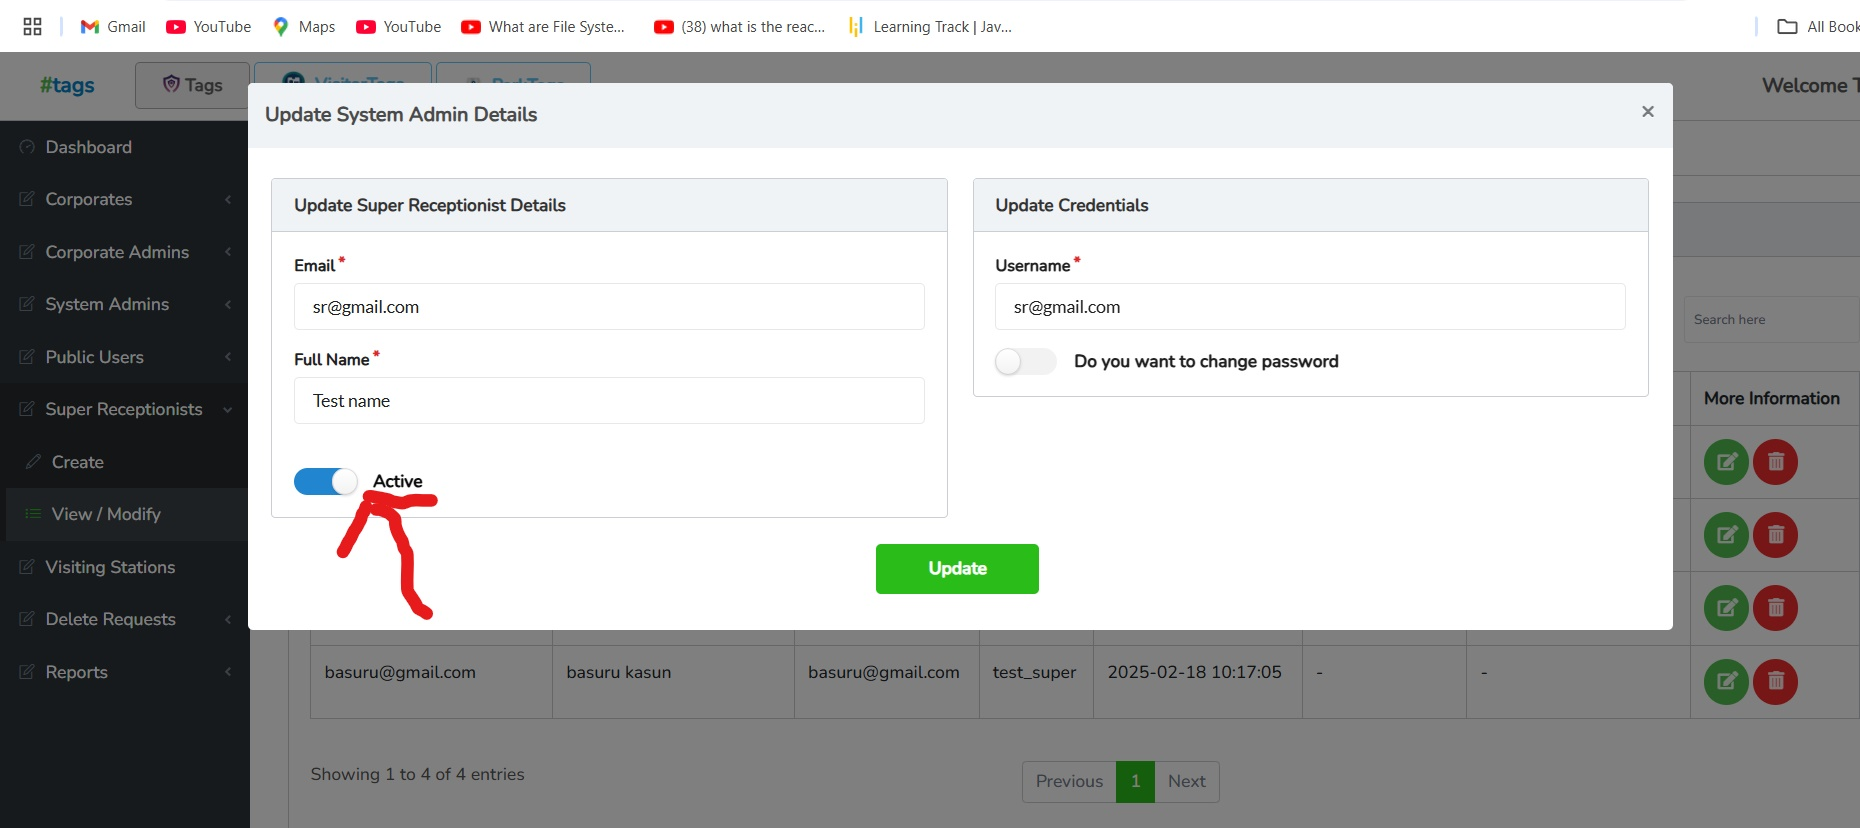 Gmail YouTube Maps YouTube What are File Syste... (38) what is the reac... Learning Track | Jav... All Book
#tags Tags VisitorTags ParkTags Welcome T
Update System Admin Details ×
Dashboard
Corporates
Corporate Admins
System Admins
Public Users
Super Receptionists
Create
View / Modify
Visiting Stations
Delete Requests
Reports
Update Super Receptionist Details
Email *
sr@gmail.com
Full Name *
Test name
Active
Update Credentials
Username *
sr@gmail.com
Do you want to change password
Update
Search here
More Information
basuru@gmail.com basuru kasun basuru@gmail.com test_super 2025-02-18 10:17:05 - -
Showing 1 to 4 of 4 entries
Previous 1 Next